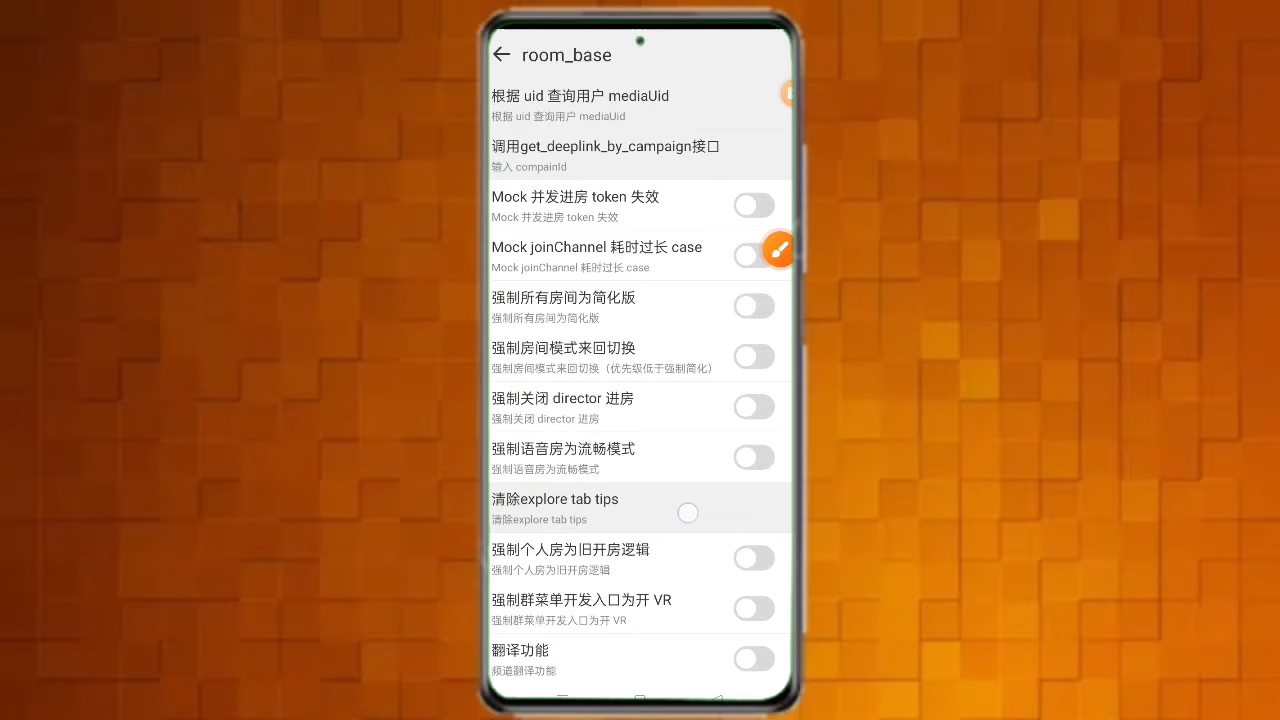 room_base
根据 uid 查询用户 mediaUid
根据 uid 查询用户 mediaUid
调用get_deeplink_by_campaign接口
输入 compainId
Mock 并发进房 token 失效
Mock 并发进房 token 失效
Mock joinChannel 耗时过长 case
Mock joinChannel 耗时过长 case
强制所有房间为简化版
强制所有房间为简化版
强制房间模式来回切换
强制房间模式来回切换（优先级低于强制简化）
强制关闭 director 进房
强制关闭 director 进房
强制语音房为流畅模式
强制语音房为流畅模式
清除explore tab tips
清除explore tab tips
强制个人房为旧开房逻辑
强制个人房为旧开房逻辑
强制群菜单开发入口为开 VR
强制群菜单开发入口为开 VR
翻译功能
频道翻译功能